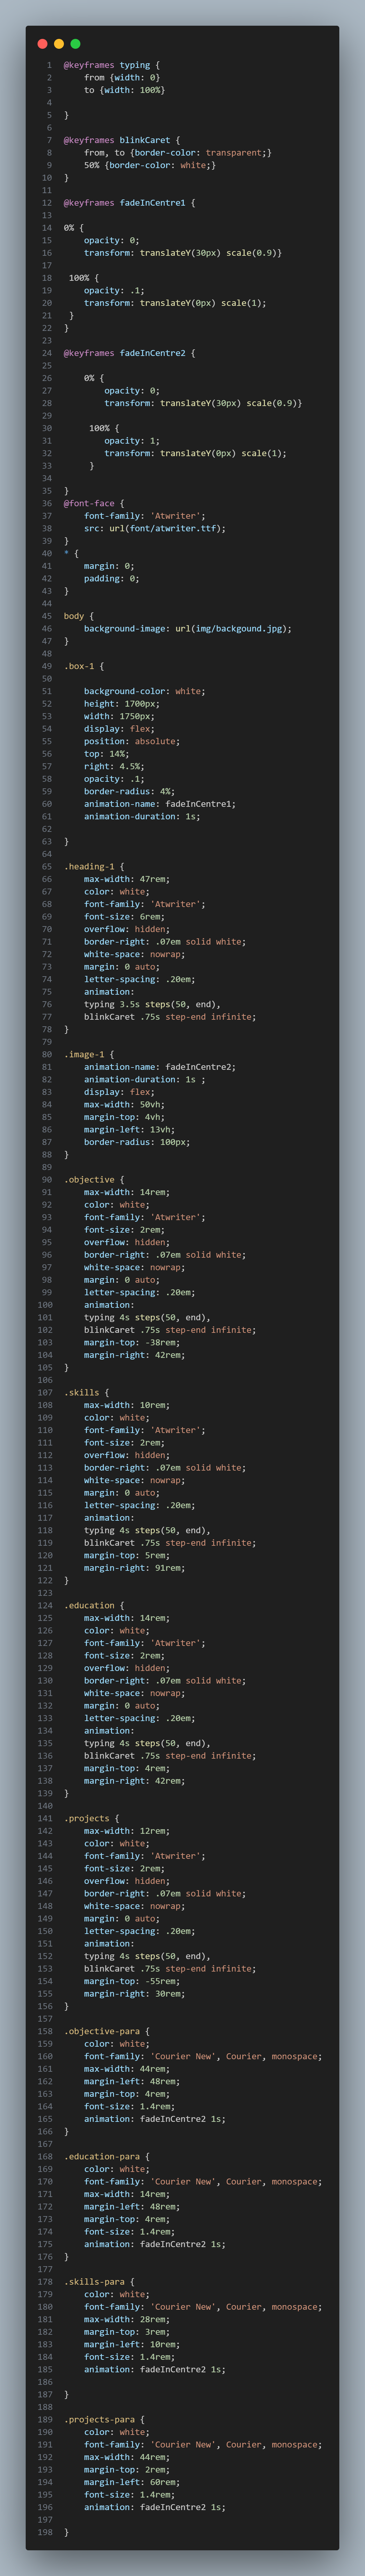 1 @keyframes typing {
2 from {width: 0}
3 to {width: 100%}
4
5 }
6
7 @keyframes blinkCaret {
8 from, to {border-color: transparent;}
9 50% {border-color: white;}
10 }
11
12 @keyframes fadeInCentre1 {
13
14 0% {
15 opacity: 0;
16 transform: translateY(30px) scale(0.9)}
17
18 100% {
19 opacity: .1;
20 transform: translateY(0px) scale(1);
21 }
22 }
23
24 @keyframes fadeInCentre2 {
25
26 0% {
27 opacity: 0;
28 transform: translateY(30px) scale(0.9)}
29
30 100% {
31 opacity: 1;
32 transform: translateY(0px) scale(1);
33 }
34
35 }
36 @font-face {
37 font-family: 'Atwriter';
38 src: url(font/atwriter.ttf);
39 }
40 * {
41 margin: 0;
42 padding: 0;
43 }
44
45 body {
46 background-image: url(img/backgound.jpg);
47 }
48
49 .box-1 {
50
51 background-color: white;
52 height: 1700px;
53 width: 1750px;
54 display: flex;
55 position: absolute;
56 top: 14%;
57 right: 4.5%;
58 opacity: .1;
59 border-radius: 4%;
60 animation-name: fadeInCentre1;
61 animation-duration: 1s;
62
63 }
64
65 .heading-1 {
66 max-width: 47rem;
67 color: white;
68 font-family: 'Atwriter';
69 font-size: 6rem;
70 overflow: hidden;
71 border-right: .07em solid white;
72 white-space: nowrap;
73 margin: 0 auto;
74 letter-spacing: .20em;
75 animation:
76 typing 3.5s steps(50, end),
77 blinkCaret .75s step-end infinite;
78 }
79
80 .image-1 {
81 animation-name: fadeInCentre2;
82 animation-duration: 1s ;
83 display: flex;
84 max-width: 50vh;
85 margin-top: 4vh;
86 margin-left: 13vh;
87 border-radius: 100px;
88 }
89
90 .objective {
91 max-width: 14rem;
92 color: white;
93 font-family: 'Atwriter';
94 font-size: 2rem;
95 overflow: hidden;
96 border-right: .07em solid white;
97 white-space: nowrap;
98 margin: 0 auto;
99 letter-spacing: .20em;
100 animation:
101 typing 4s steps(50, end),
102 blinkCaret .75s step-end infinite;
103 margin-top: -38rem;
104 margin-right: 42rem;
105 }
106
107 .skills {
108 max-width: 10rem;
109 color: white;
110 font-family: 'Atwriter';
111 font-size: 2rem;
112 overflow: hidden;
113 border-right: .07em solid white;
114 white-space: nowrap;
115 margin: 0 auto;
116 letter-spacing: .20em;
117 animation:
118 typing 4s steps(50, end),
119 blinkCaret .75s step-end infinite;
120 margin-top: 5rem;
121 margin-right: 91rem;
122 }
123
124 .education {
125 max-width: 14rem;
126 color: white;
127 font-family: 'Atwriter';
128 font-size: 2rem;
129 overflow: hidden;
130 border-right: .07em solid white;
131 white-space: nowrap;
132 margin: 0 auto;
133 letter-spacing: .20em;
134 animation:
135 typing 4s steps(50, end),
136 blinkCaret .75s step-end infinite;
137 margin-top: 4rem;
138 margin-right: 42rem;
139 }
140
141 .projects {
142 max-width: 12rem;
143 color: white;
144 font-family: 'Atwriter';
145 font-size: 2rem;
146 overflow: hidden;
147 border-right: .07em solid white;
148 white-space: nowrap;
149 margin: 0 auto;
150 letter-spacing: .20em;
151 animation:
152 typing 4s steps(50, end),
153 blinkCaret .75s step-end infinite;
154 margin-top: -55rem;
155 margin-right: 30rem;
156 }
157
158 .objective-para {
159 color: white;
160 font-family: 'Courier New', Courier, monospace;
161 max-width: 44rem;
162 margin-left: 48rem;
163 margin-top: 4rem;
164 font-size: 1.4rem;
165 animation: fadeInCentre2 1s;
166 }
167
168 .education-para {
169 color: white;
170 font-family: 'Courier New', Courier, monospace;
171 max-width: 14rem;
172 margin-left: 48rem;
173 margin-top: 4rem;
174 font-size: 1.4rem;
175 animation: fadeInCentre2 1s;
176 }
177
178 .skills-para {
179 color: white;
180 font-family: 'Courier New', Courier, monospace;
181 max-width: 28rem;
182 margin-top: 3rem;
183 margin-left: 10rem;
184 font-size: 1.4rem;
185 animation: fadeInCentre2 1s;
186
187 }
188
189 .projects-para {
190 color: white;
191 font-family: 'Courier New', Courier, monospace;
192 max-width: 44rem;
193 margin-top: 2rem;
194 margin-left: 60rem;
195 font-size: 1.4rem;
196 animation: fadeInCentre2 1s;
197
198 }